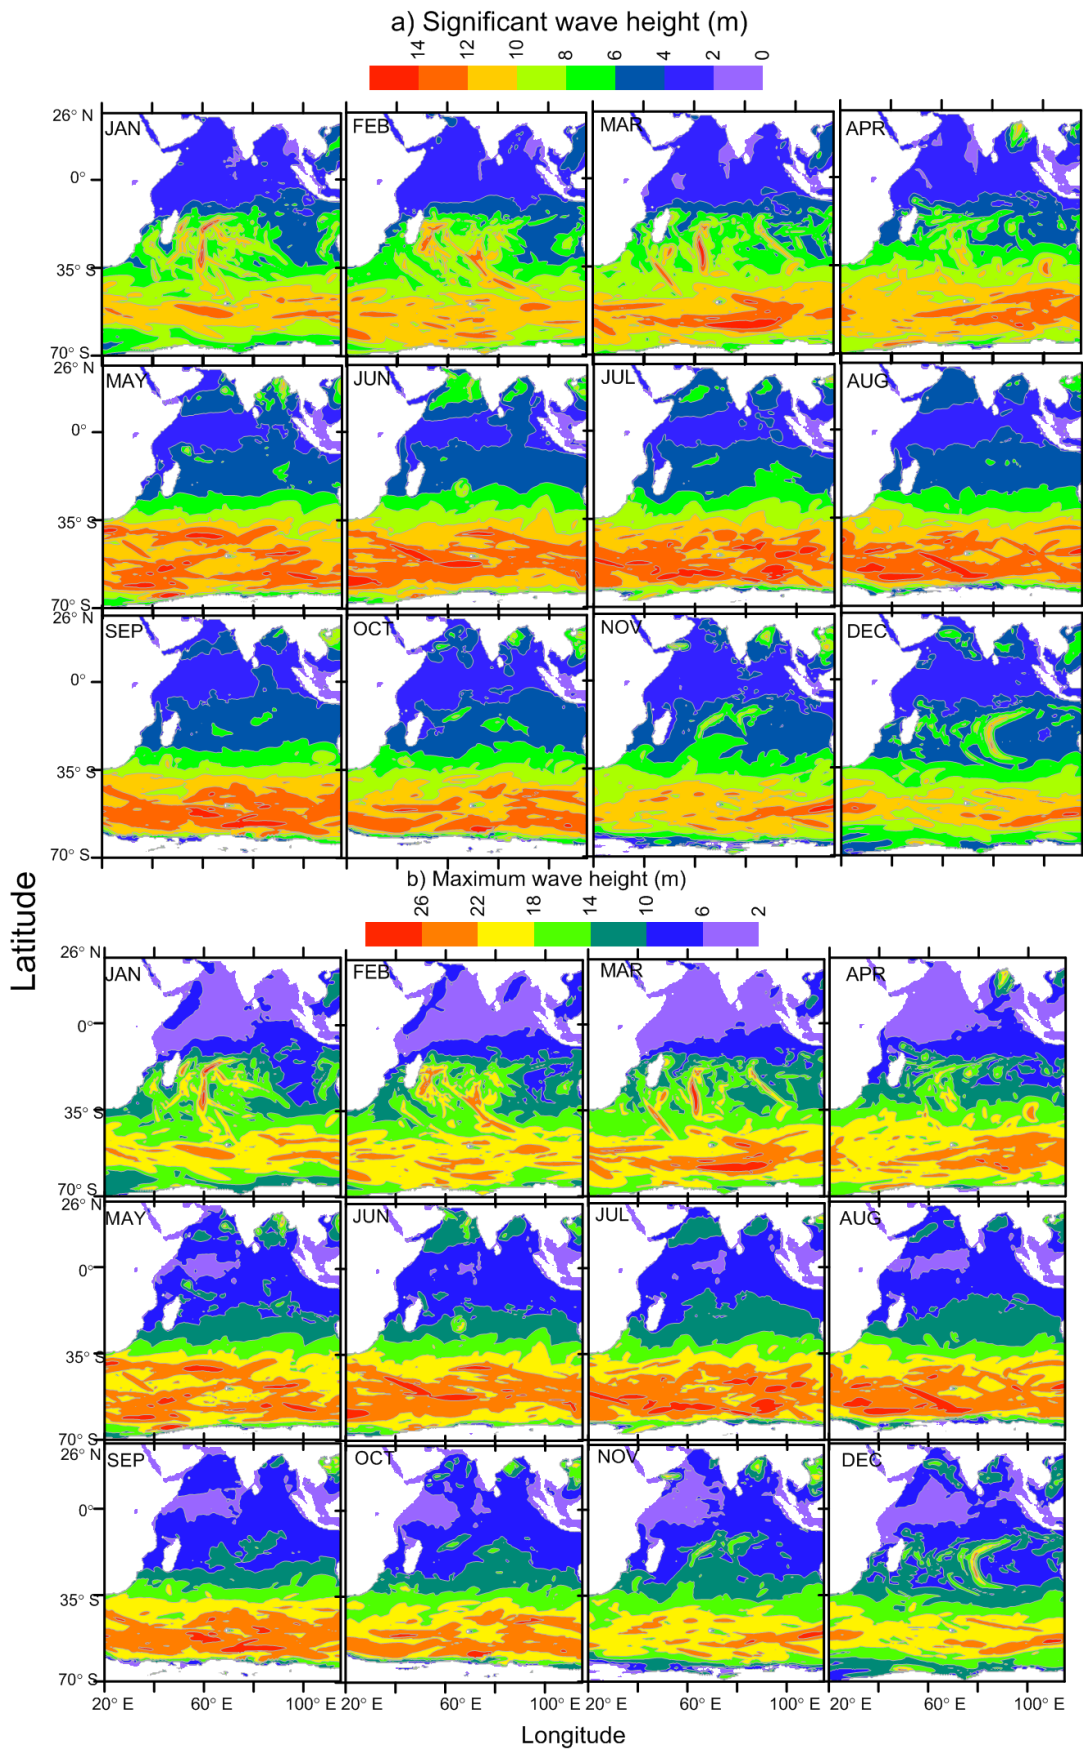 a) Significant wave height (m)
14 12 10 8 6 4 2 0
26° N
JAN FEB MAR APR
0°
35° S
70° S
26° N
MAY JUN JUL AUG
0°
35° S
70° S
26° N
SEP OCT NOV DEC
0°
35° S
70° S
Latitude
b) Maximum wave height (m)
26 22 18 14 10 6 2
26° N
JAN FEB MAR APR
0°
35° S
70° S
26° N
MAY JUN JUL AUG
0°
35° S
70° S
26° N
SEP OCT NOV DEC
0°
35° S
70° S
20° E 60° E 100° E 20° E 60° E 100° E 20° E 60° E 100° E 20° E 60° E 100° E
Longitude